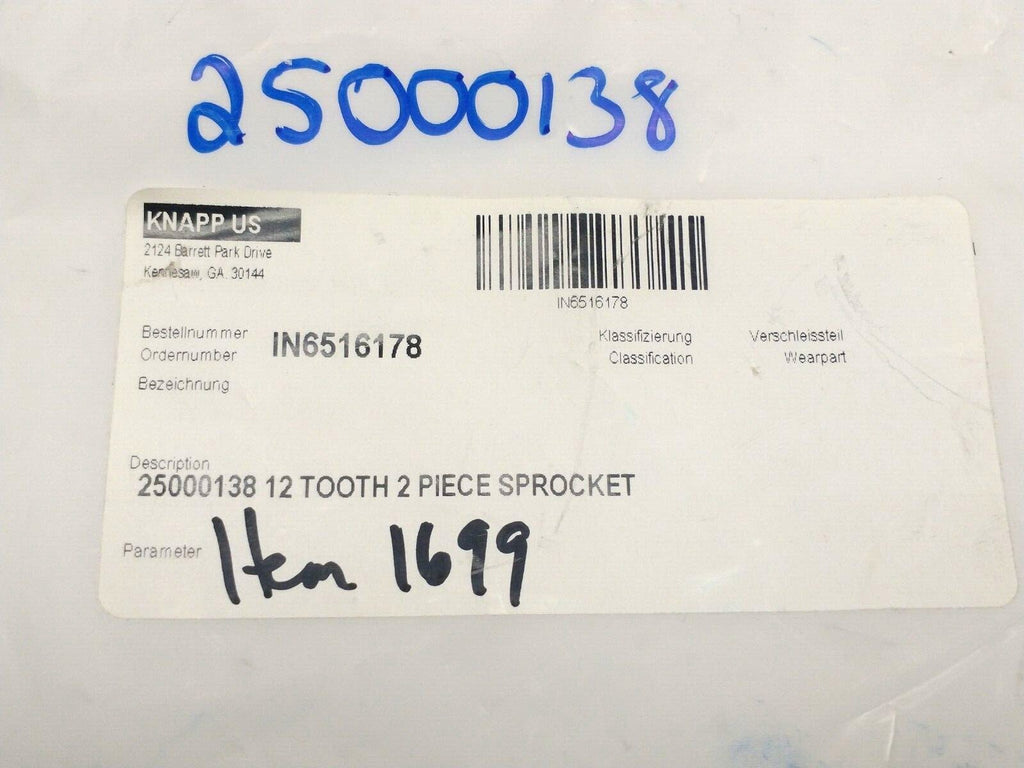 25000138
KNAPP US
2124 Barrett Park Drive
Kennesaw, GA. 30144
IN6516178
Bestellnummer
Ordernumber
IN6516178
Klassifizierung
Classification
Verschleissteil
Wearpart
Bezeichnung
Description
25000138 12 TOOTH 2 PIECE SPROCKET
Parameter
Item 1699